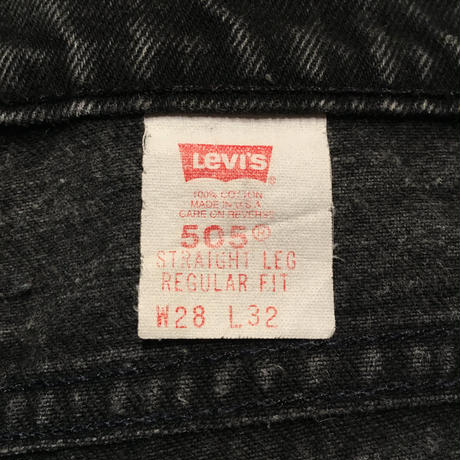 Levi's®
100% COTTON
MADE IN U.S.A
CARE ON REVERSE
505®
STRAIGHT LEG
REGULAR FIT
W28 L32